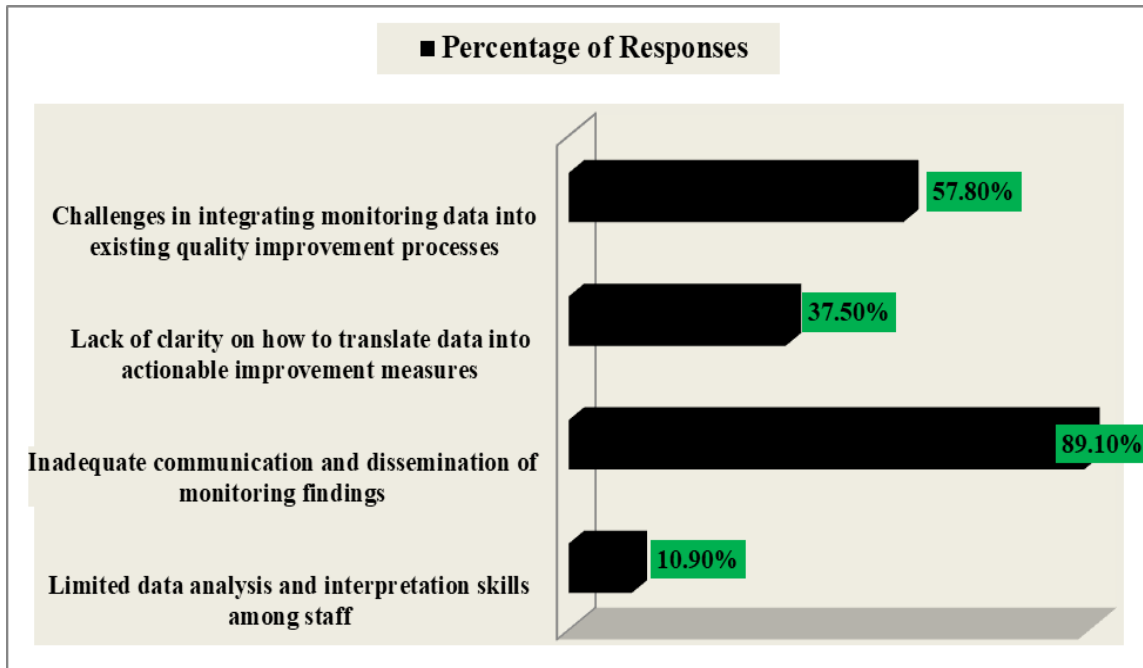 Percentage of Responses
Challenges in integrating monitoring data into
existing quality improvement processes
57.80%
Lack of clarity on how to translate data into
actionable improvement measures
37.50%
Inadequate communication and dissemination of
monitoring findings
89.10%
Limited data analysis and interpretation skills
among staff
10.90%